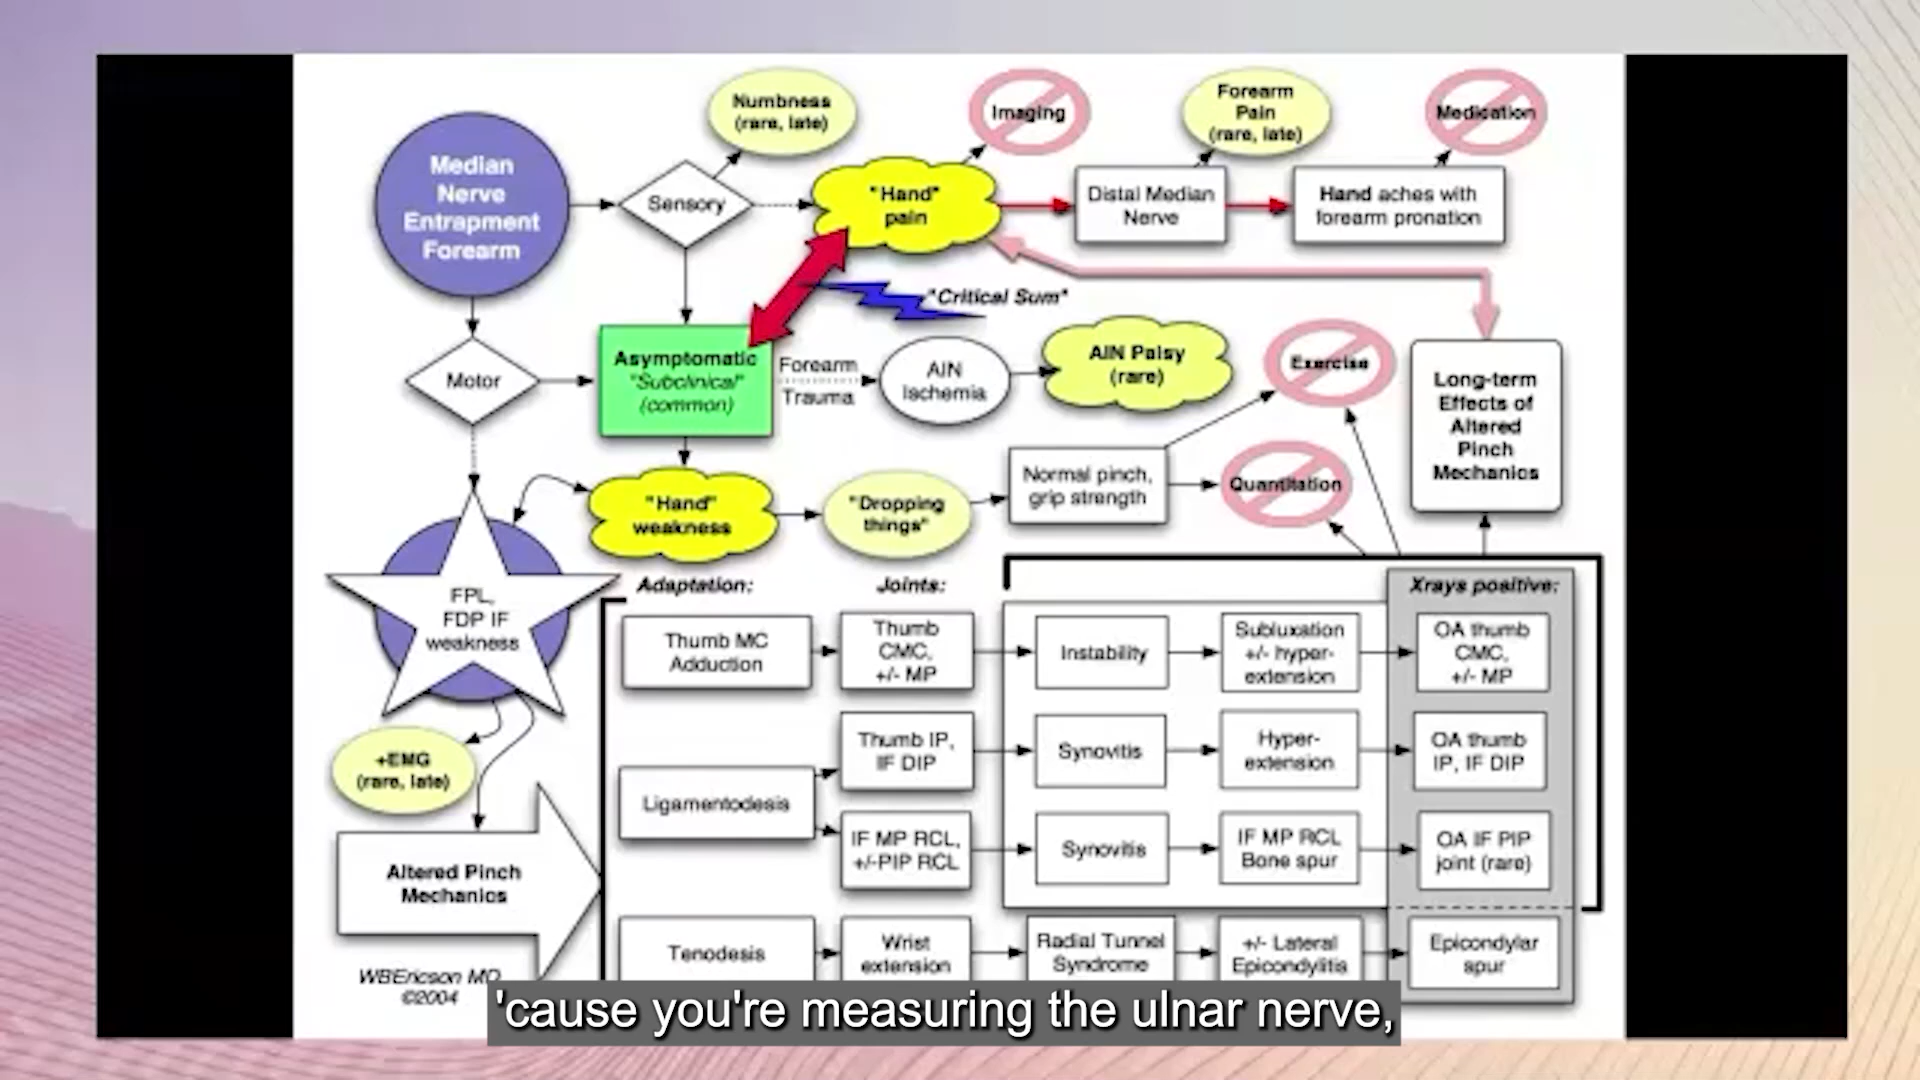 Median
Nerve
Entrapment
Forearm
Sensory
Numbness
(rare, late)
"Hand"
pain
Imaging
Distal Median
Nerve
Forearm
Pain
(rare, late)
Hand aches with
forearm pronation
Medication
"Critical Sum"
Motor
Asymptomatic
"Subclinical"
(common)
Forearm
Trauma
AIN
Ischemia
AIN Palsy
(rare)
Exercise
Long-term
Effects of
Altered
Pinch
Mechanics
"Hand"
weakness
"Dropping
things"
Normal pinch,
grip strength
Quantitation
FPL,
FDP IF
weakness
+EMG
(rare, late)
Altered Pinch
Mechanics
WBEricson MD
©2004
Adaptation:
Joints:
Xrays positive:
Thumb MC
Adduction
Thumb
CMC,
+/- MP
Instability
Subluxation
+/- hyper-
extension
OA thumb
CMC,
+/- MP
Ligamentodesis
Thumb IP,
IF DIP
Synovitis
Hyper-
extension
OA thumb
IP, IF DIP
IF MP RCL,
+/-PIP RCL
Synovitis
IF MP RCL
Bone spur
OA IF PIP
joint (rare)
Tenodesis
Wrist
extension
Radial Tunnel
Syndrome
+/- Lateral
Epicondylitis
Epicondylar
spur
'cause you're measuring the ulnar nerve,